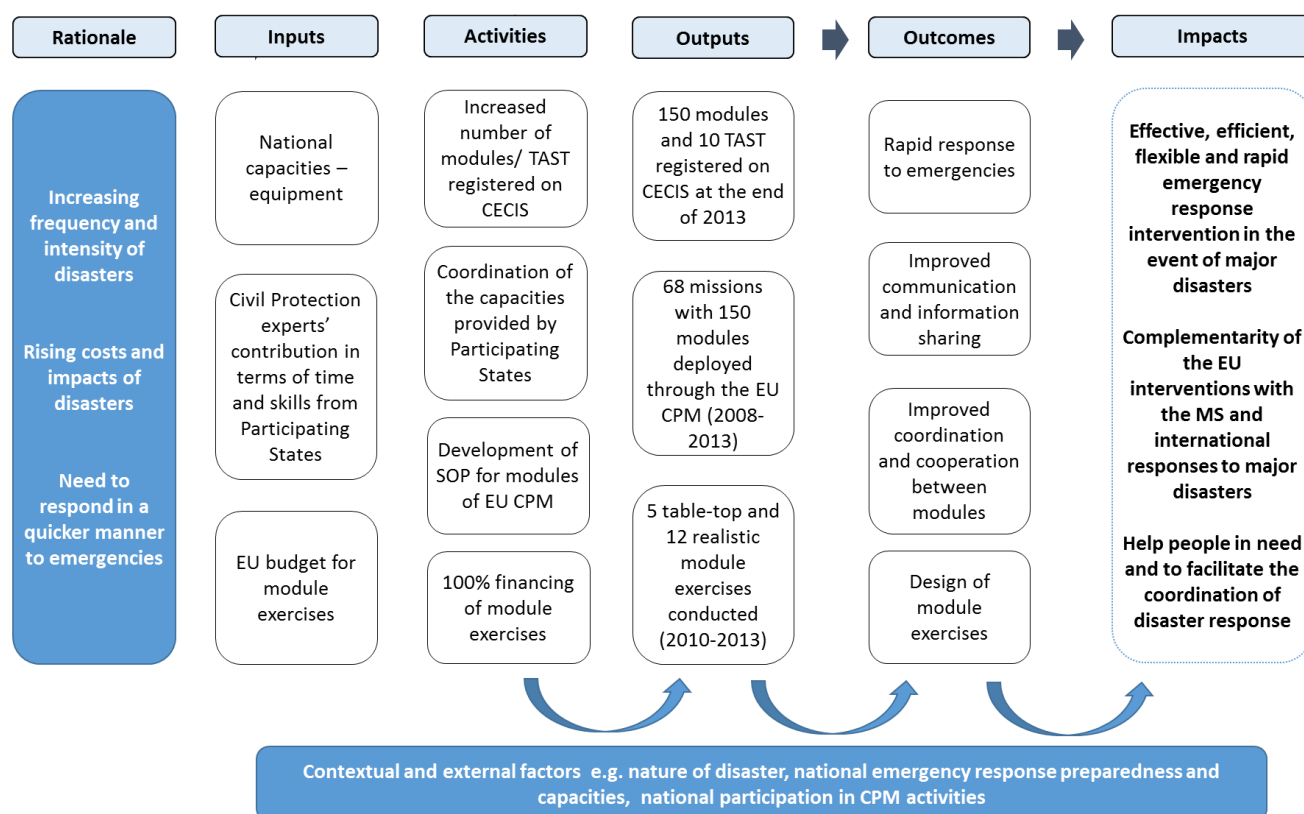 Rationale
Inputs
Activities
Outputs
Outcomes
Impacts
Increasing
frequency and
intensity of
disasters
Rising costs and
impacts of
disasters
Need to
respond in a
quicker manner
to emergencies
National
capacities –
equipment
Civil Protection
experts’
contribution in
terms of time
and skills from
Participating
States
EU budget for
module
exercises
Increased
number of
modules/ TAST
registered on
CECIS
Coordination of
the capacities
provided by
Participating
States
Development of
SOP for modules
of EU CPM
100% financing
of module
exercises
150 modules
and 10 TAST
registered on
CECIS at the end
of 2013
68 missions
with 150
modules
deployed
through the EU
CPM (2008-
2013)
5 table-top and
12 realistic
module
exercises
conducted
(2010-2013)
Rapid response
to emergencies
Improved
communication
and information
sharing
Improved
coordination
and cooperation
between
modules
Design of
module
exercises
Effective, efficient,
flexible and rapid
emergency
response
intervention in the
event of major
disasters
Complementarity of
the EU
interventions with
the MS and
international
responses to major
disasters
Help people in need
and to facilitate the
coordination of
disaster response
Contextual and external factors e.g. nature of disaster, national emergency response preparedness and
capacities, national participation in CPM activities